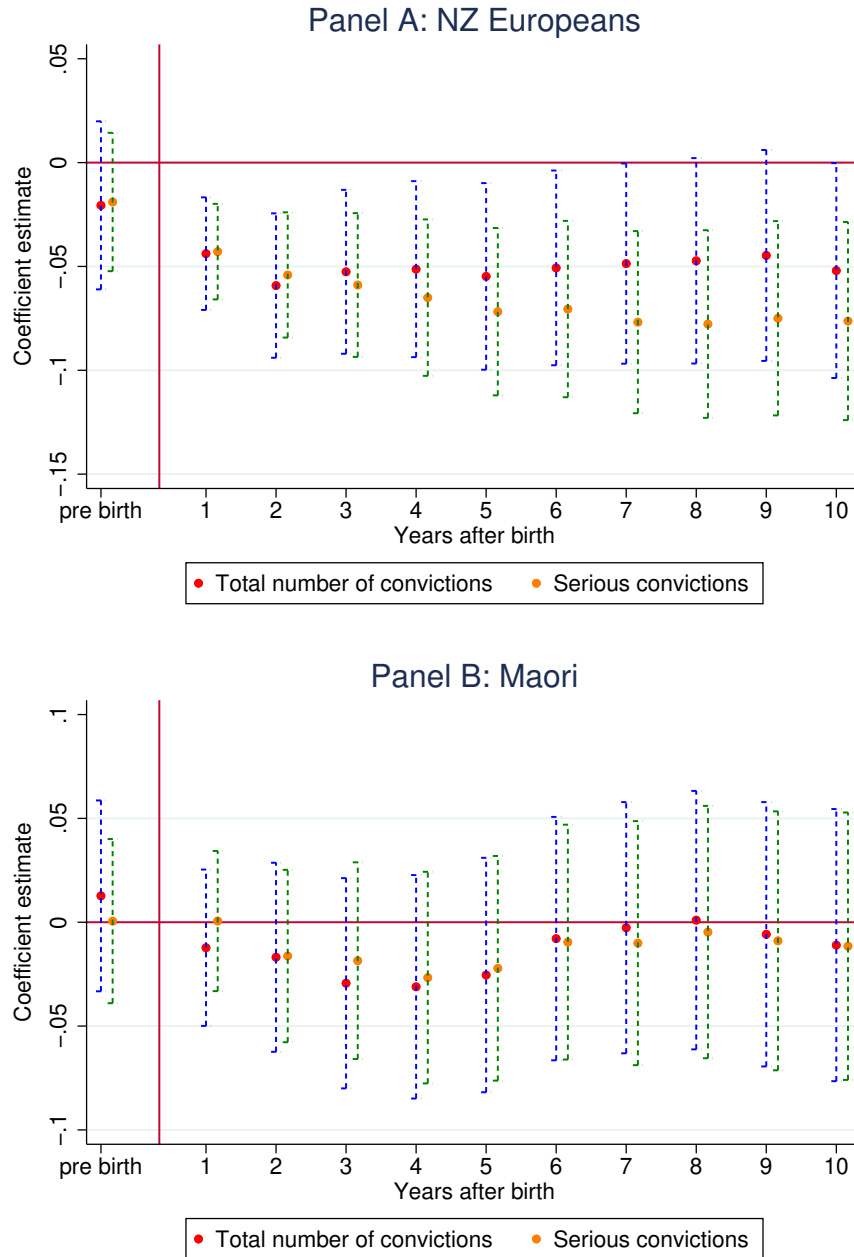 Panel A: NZ Europeans
Coefficient estimate
.05
0
-.05
-.1
-.15
pre birth 1 2 3 4 5 6 7 8 9 10
Years after birth
Total number of convictions Serious convictions
Panel B: Maori
Coefficient estimate
.1
.05
0
-.05
-.1
pre birth 1 2 3 4 5 6 7 8 9 10
Years after birth
Total number of convictions Serious convictions